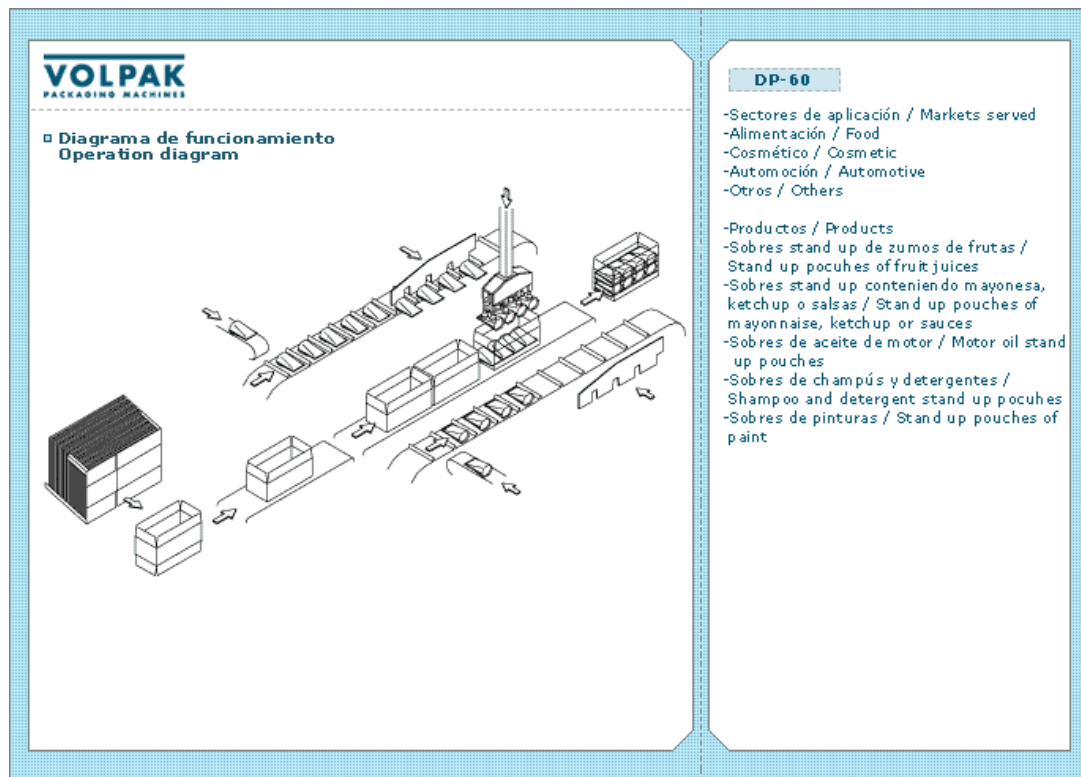 VOLPAK
PACKAGING MACHINES
Diagrama de funcionamiento
Operation diagram
DP-60
-Sectores de aplicación / Markets served
-Alimentación / Food
-Cosmético / Cosmetic
-Automoción / Automotive
-Otros / Others
-Productos / Products
-Sobres stand up de zumos de frutas /
Stand up pocuhes of fruit juices
-Sobres stand up conteniendo mayonesa,
ketchup o salsas / Stand up pouches of
mayonnaise, ketchup or sauces
-Sobres de aceite de motor / Motor oil stand
up pouches
-Sobres de champús y detergentes /
Shampoo and detergent stand up pocuhes
-Sobres de pinturas / Stand up pouches of
paint